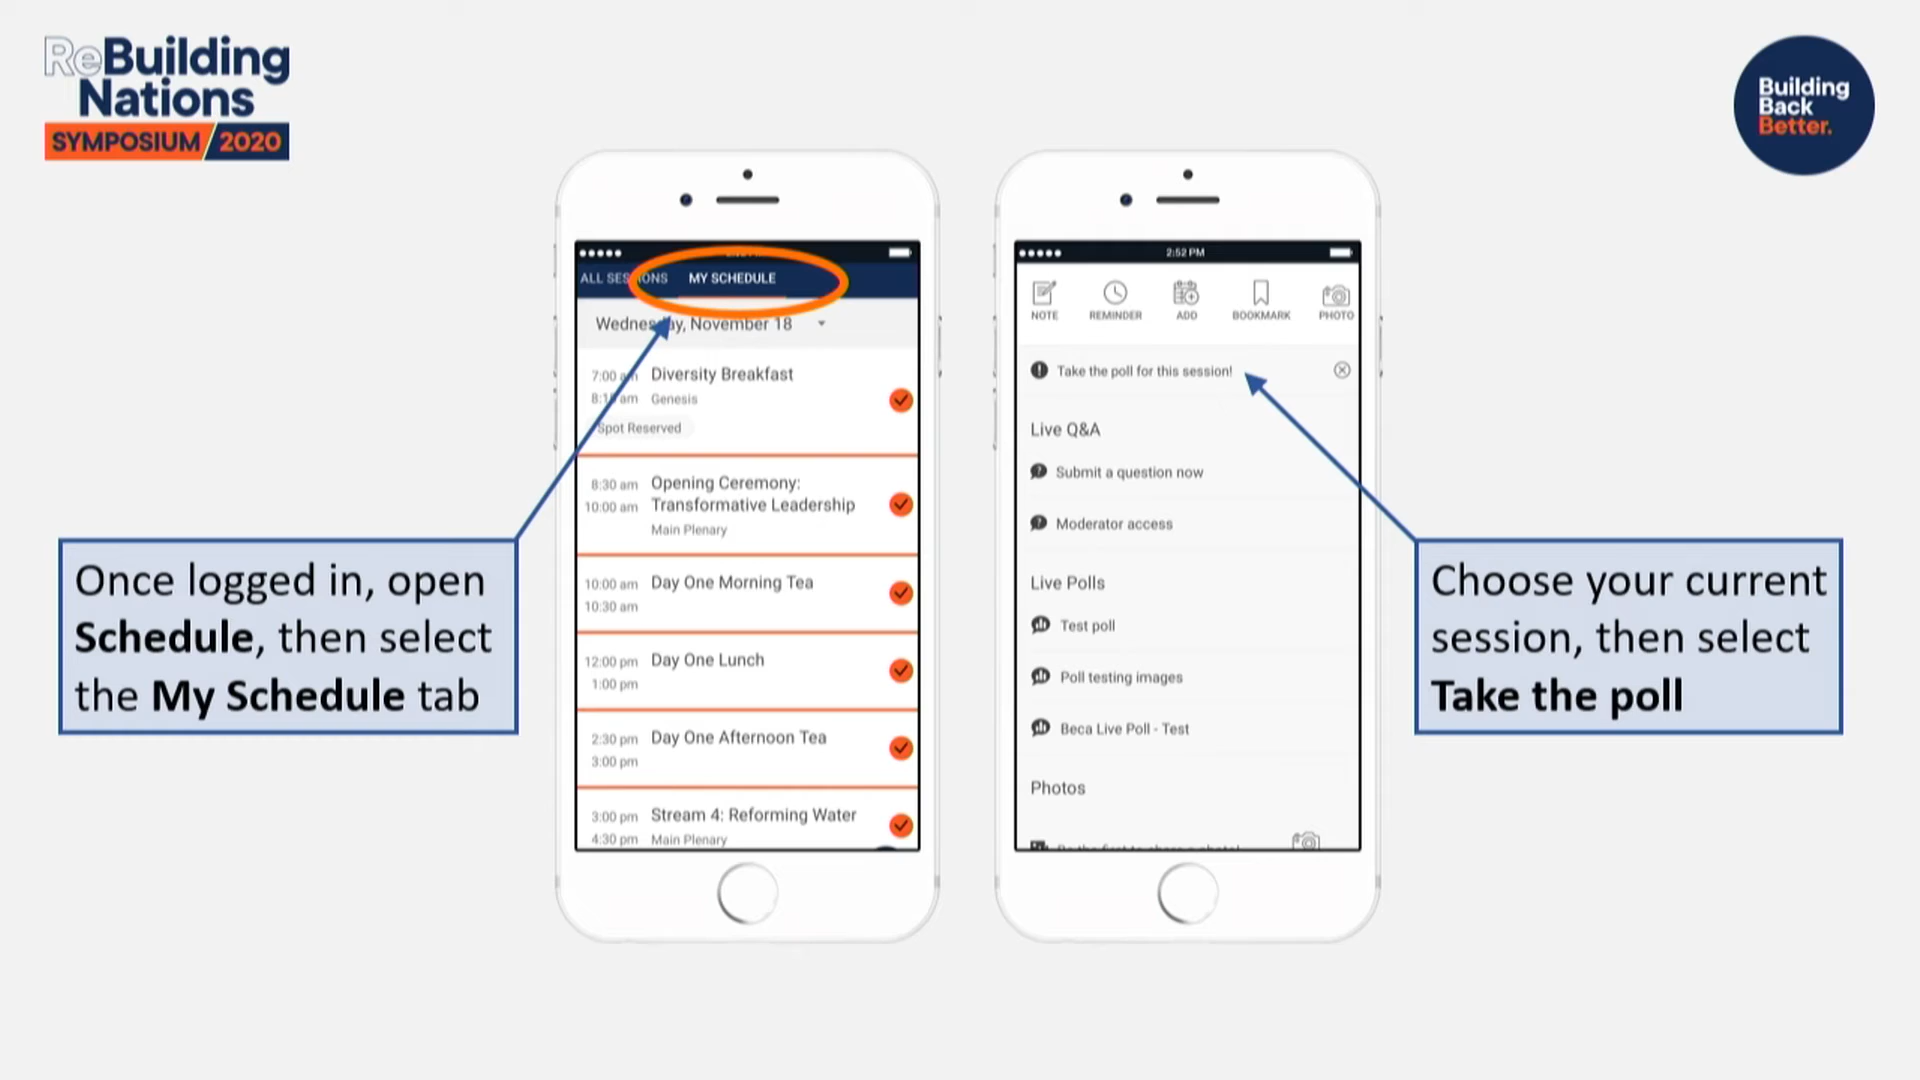 ReBuilding
Nations
SYMPOSIUM / 2020
Building
Back
Better.
Once logged in, open
Schedule, then select
the My Schedule tab
ALL SESSIONS MY SCHEDULE
Wednesday, November 18
7:00 am Diversity Breakfast
8:15 am Genesis
Spot Reserved
8:30 am Opening Ceremony:
10:00 am Transformative Leadership
Main Plenary
10:00 am Day One Morning Tea
10:30 am
12:00 pm Day One Lunch
1:00 pm
2:30 pm Day One Afternoon Tea
3:00 pm
3:00 pm Stream 4: Reforming Water
4:30 pm Main Plenary
2:52 PM
NOTE REMINDER ADD BOOKMARK PHOTO
Take the poll for this session!
Live Q&A
Submit a question now
Moderator access
Live Polls
Test poll
Poll testing images
Beca Live Poll - Test
Photos
Choose your current
session, then select
Take the poll